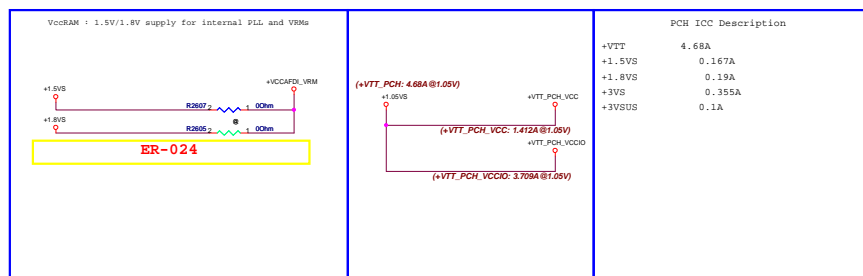 VccRAM : 1.5V/1.8V supply for internal PLL and VRMs
+VCCAFDI_VRM
+1.5VS
R2607 2 1 0Ohm
@
+1.8VS
R2605 2 1 0Ohm
ER-024
(+VTT_PCH: 4.68A@1.05V)
+1.05VS
+VTT_PCH_VCC
(+VTT_PCH_VCC: 1.412A@1.05V)
+VTT_PCH_VCCIO
(+VTT_PCH_VCCIO: 3.709A@1.05V)
PCH ICC Description
+VTT 4.68A
+1.5VS 0.167A
+1.8VS 0.19A
+3VS 0.355A
+3VSUS 0.1A